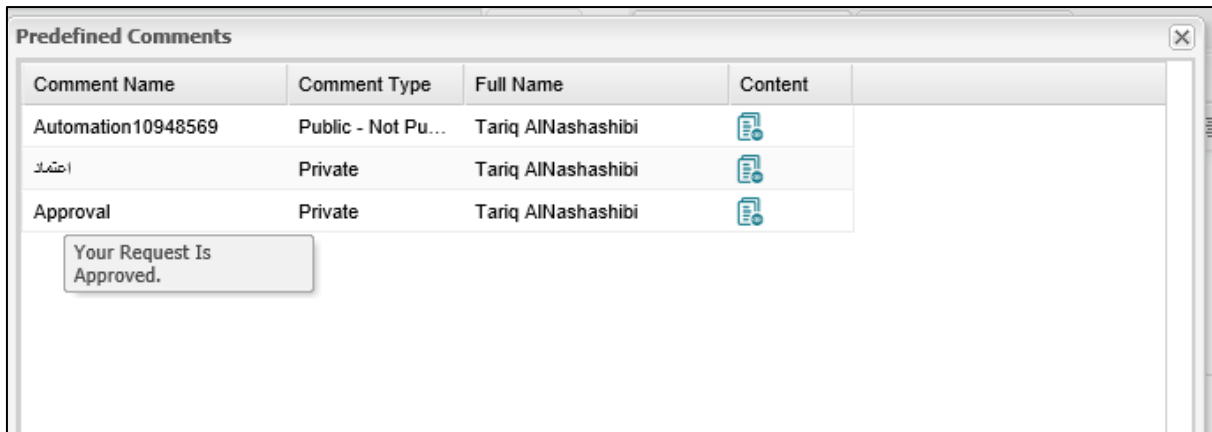 Predefined Comments
Comment Name Comment Type Full Name Content
Automation10948569 Public - Not Pu... Tariq AlNashashibi
اعتماد Private Tariq AlNashashibi
Approval Private Tariq AlNashashibi
Your Request Is
Approved.